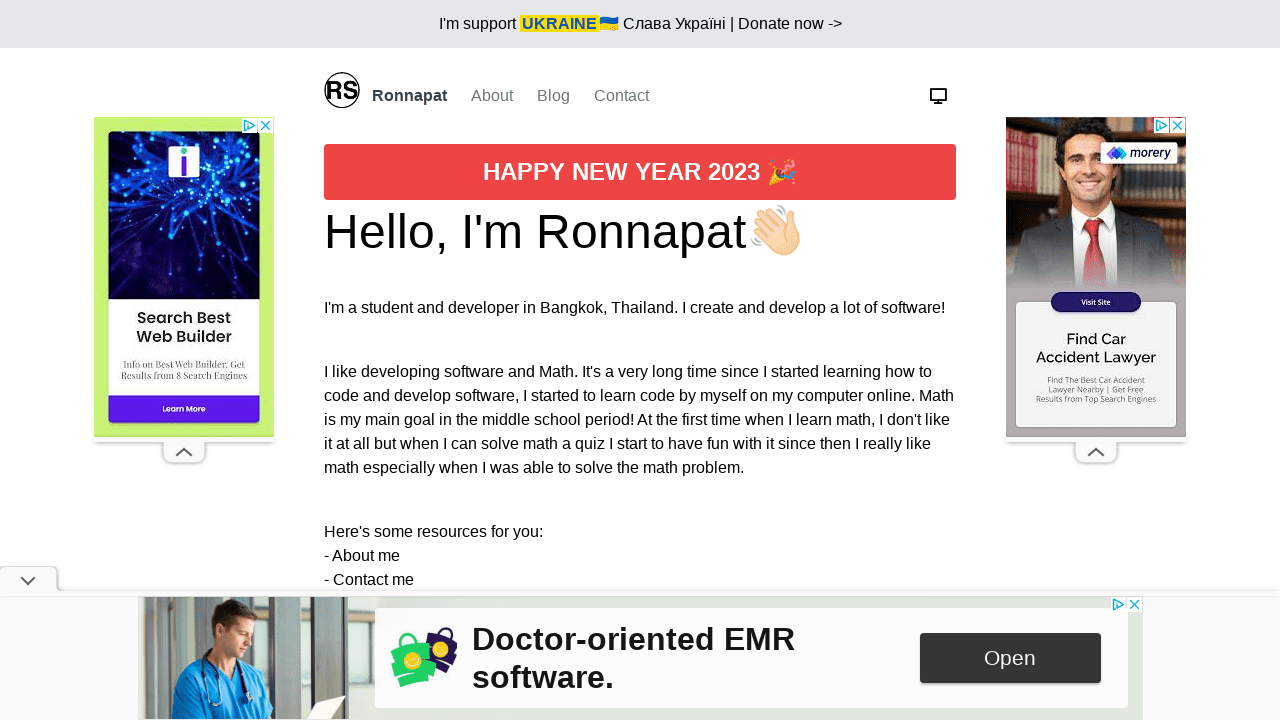 I'm support UKRAINE🇺🇦 Слава Україні | Donate now ->
RS Ronnapat About Blog Contact
HAPPY NEW YEAR 2023 🎉
Hello, I'm Ronnapat👋🏻
I'm a student and developer in Bangkok, Thailand. I create and develop a lot of software!
I like developing software and Math. It's a very long time since I started learning how to
code and develop software, I started to learn code by myself on my computer online. Math
is my main goal in the middle school period! At the first time when I learn math, I don't like
it at all but when I can solve math a quiz I start to have fun with it since then I really like
math especially when I was able to solve the math problem.
Here's some resources for you:
- About me
- Contact me
i
Search Best
Web Builder
Info on Best Web Builder, Get
Results from 8 Search Engines
Learn More
morery
Visit Site
Find Car
Accident Lawyer
Find The Best Car Accident
Lawyer Nearby | Get Free
Results from Top Search Engines
Doctor-oriented EMR
software.
Open